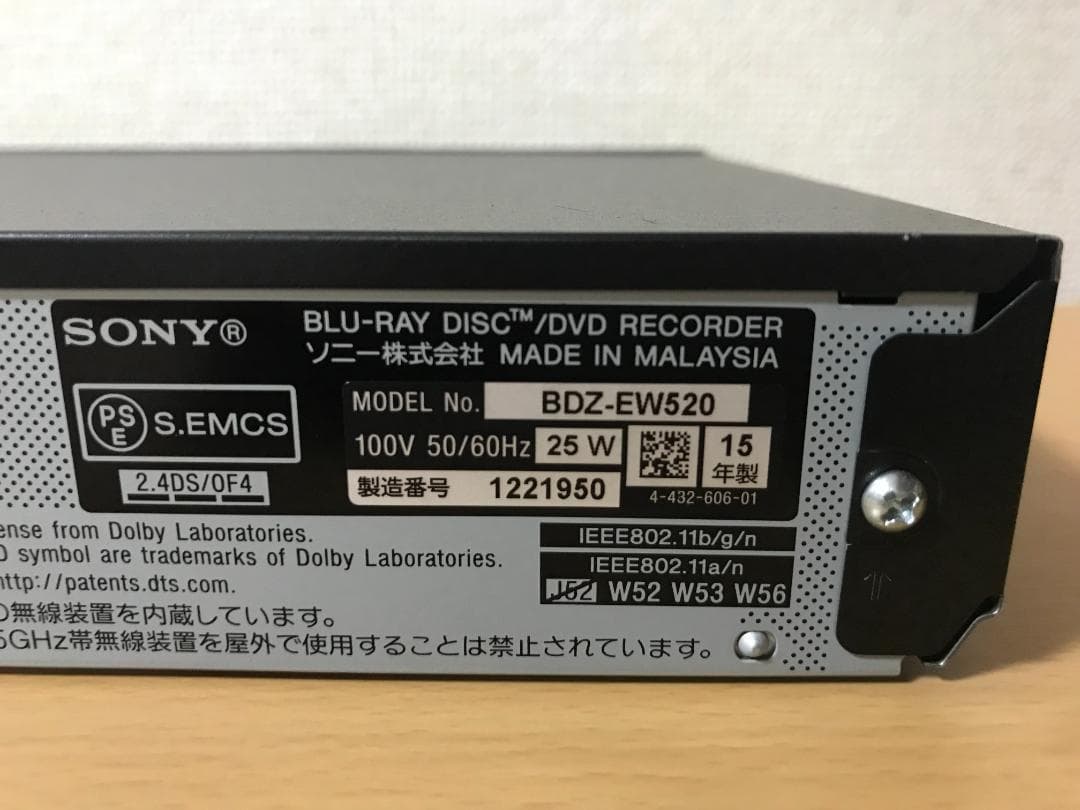 SONY®
BLU-RAY DISC™/DVD RECORDER
ソニー株式会社 MADE IN MALAYSIA
PSE S.EMCS
2.4DS/OF4
MODEL No. BDZ-EW520
100V 50/60Hz 25 W
15年製
製造番号 1221950
4-432-606-01
ense from Dolby Laboratories.
D symbol are trademarks of Dolby Laboratories.
http://patents.dts.com.
の無線装置を内蔵しています。
5GHz帯無線装置を屋外で使用することは禁止されています。
IEEE802.11b/g/n
IEEE802.11a/n
J52 W52 W53 W56
↑